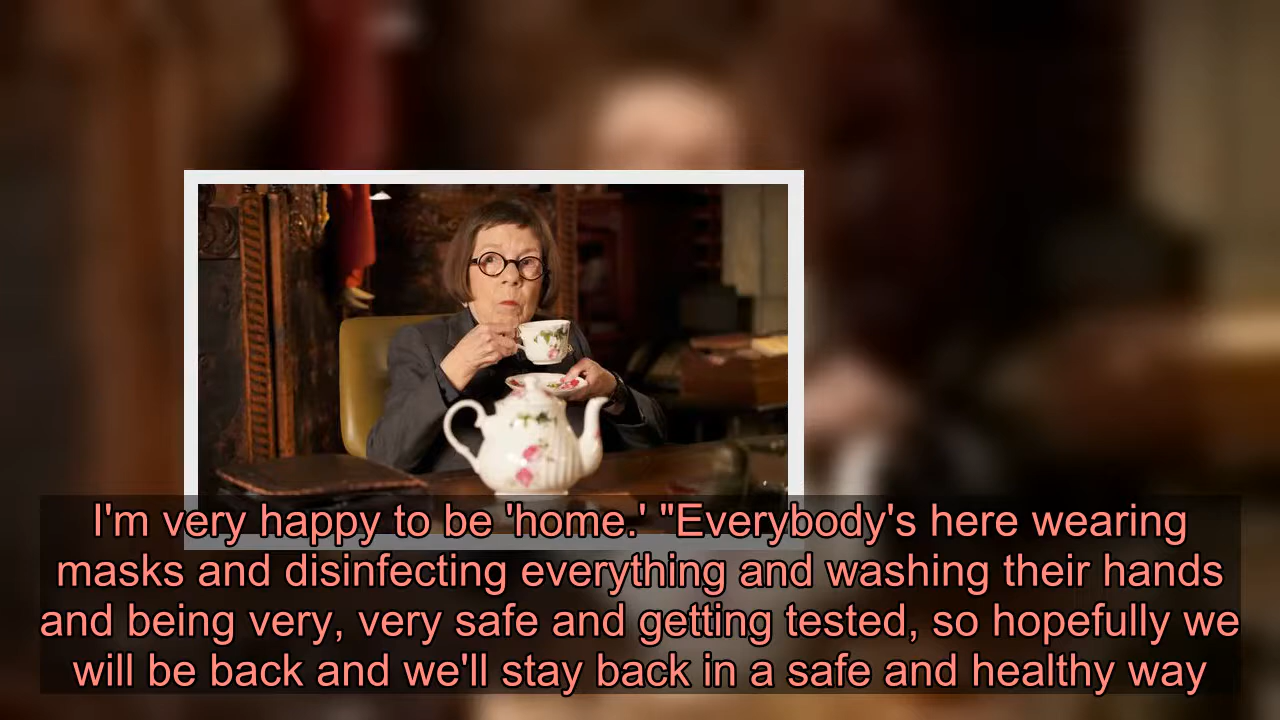 I'm very happy to be 'home.' "Everybody's here wearing
masks and disinfecting everything and washing their hands
and being very, very safe and getting tested, so hopefully we
will be back and we'll stay back in a safe and healthy way